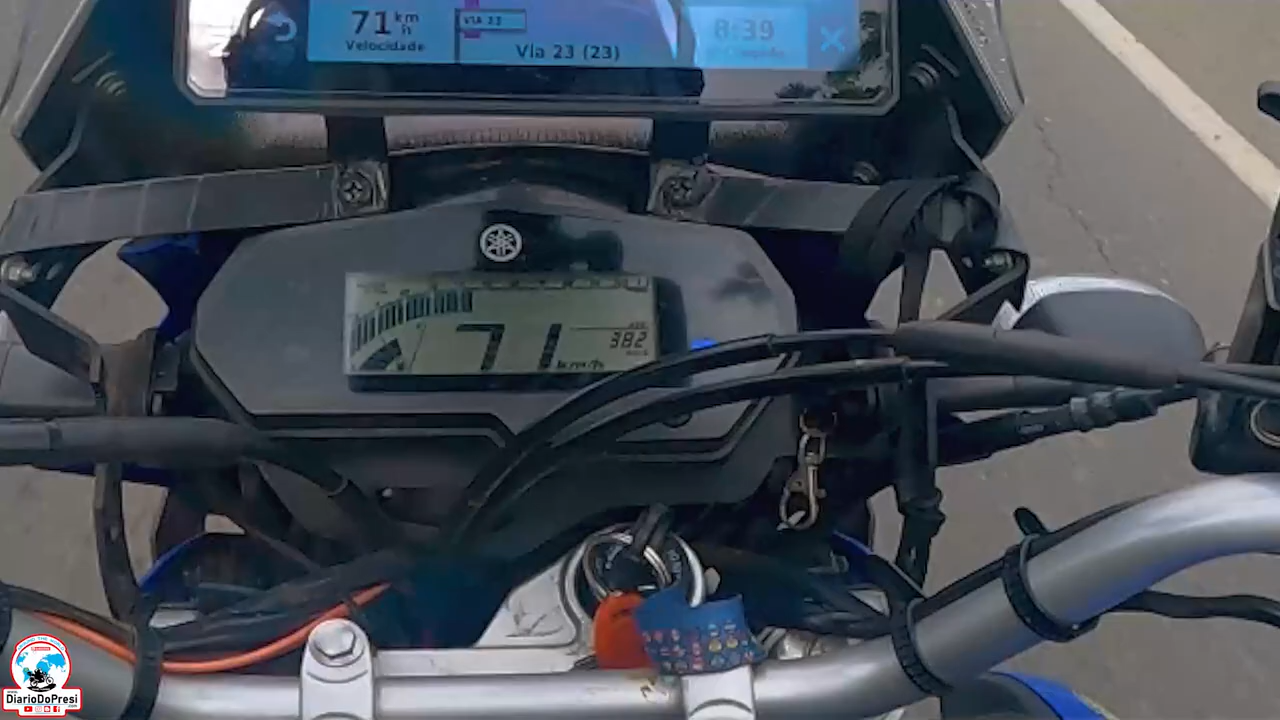 71 km/h
Velocidade
VIA 23
Via 23 (23)
8:39
71 km/h
382
DiarioDoPresi